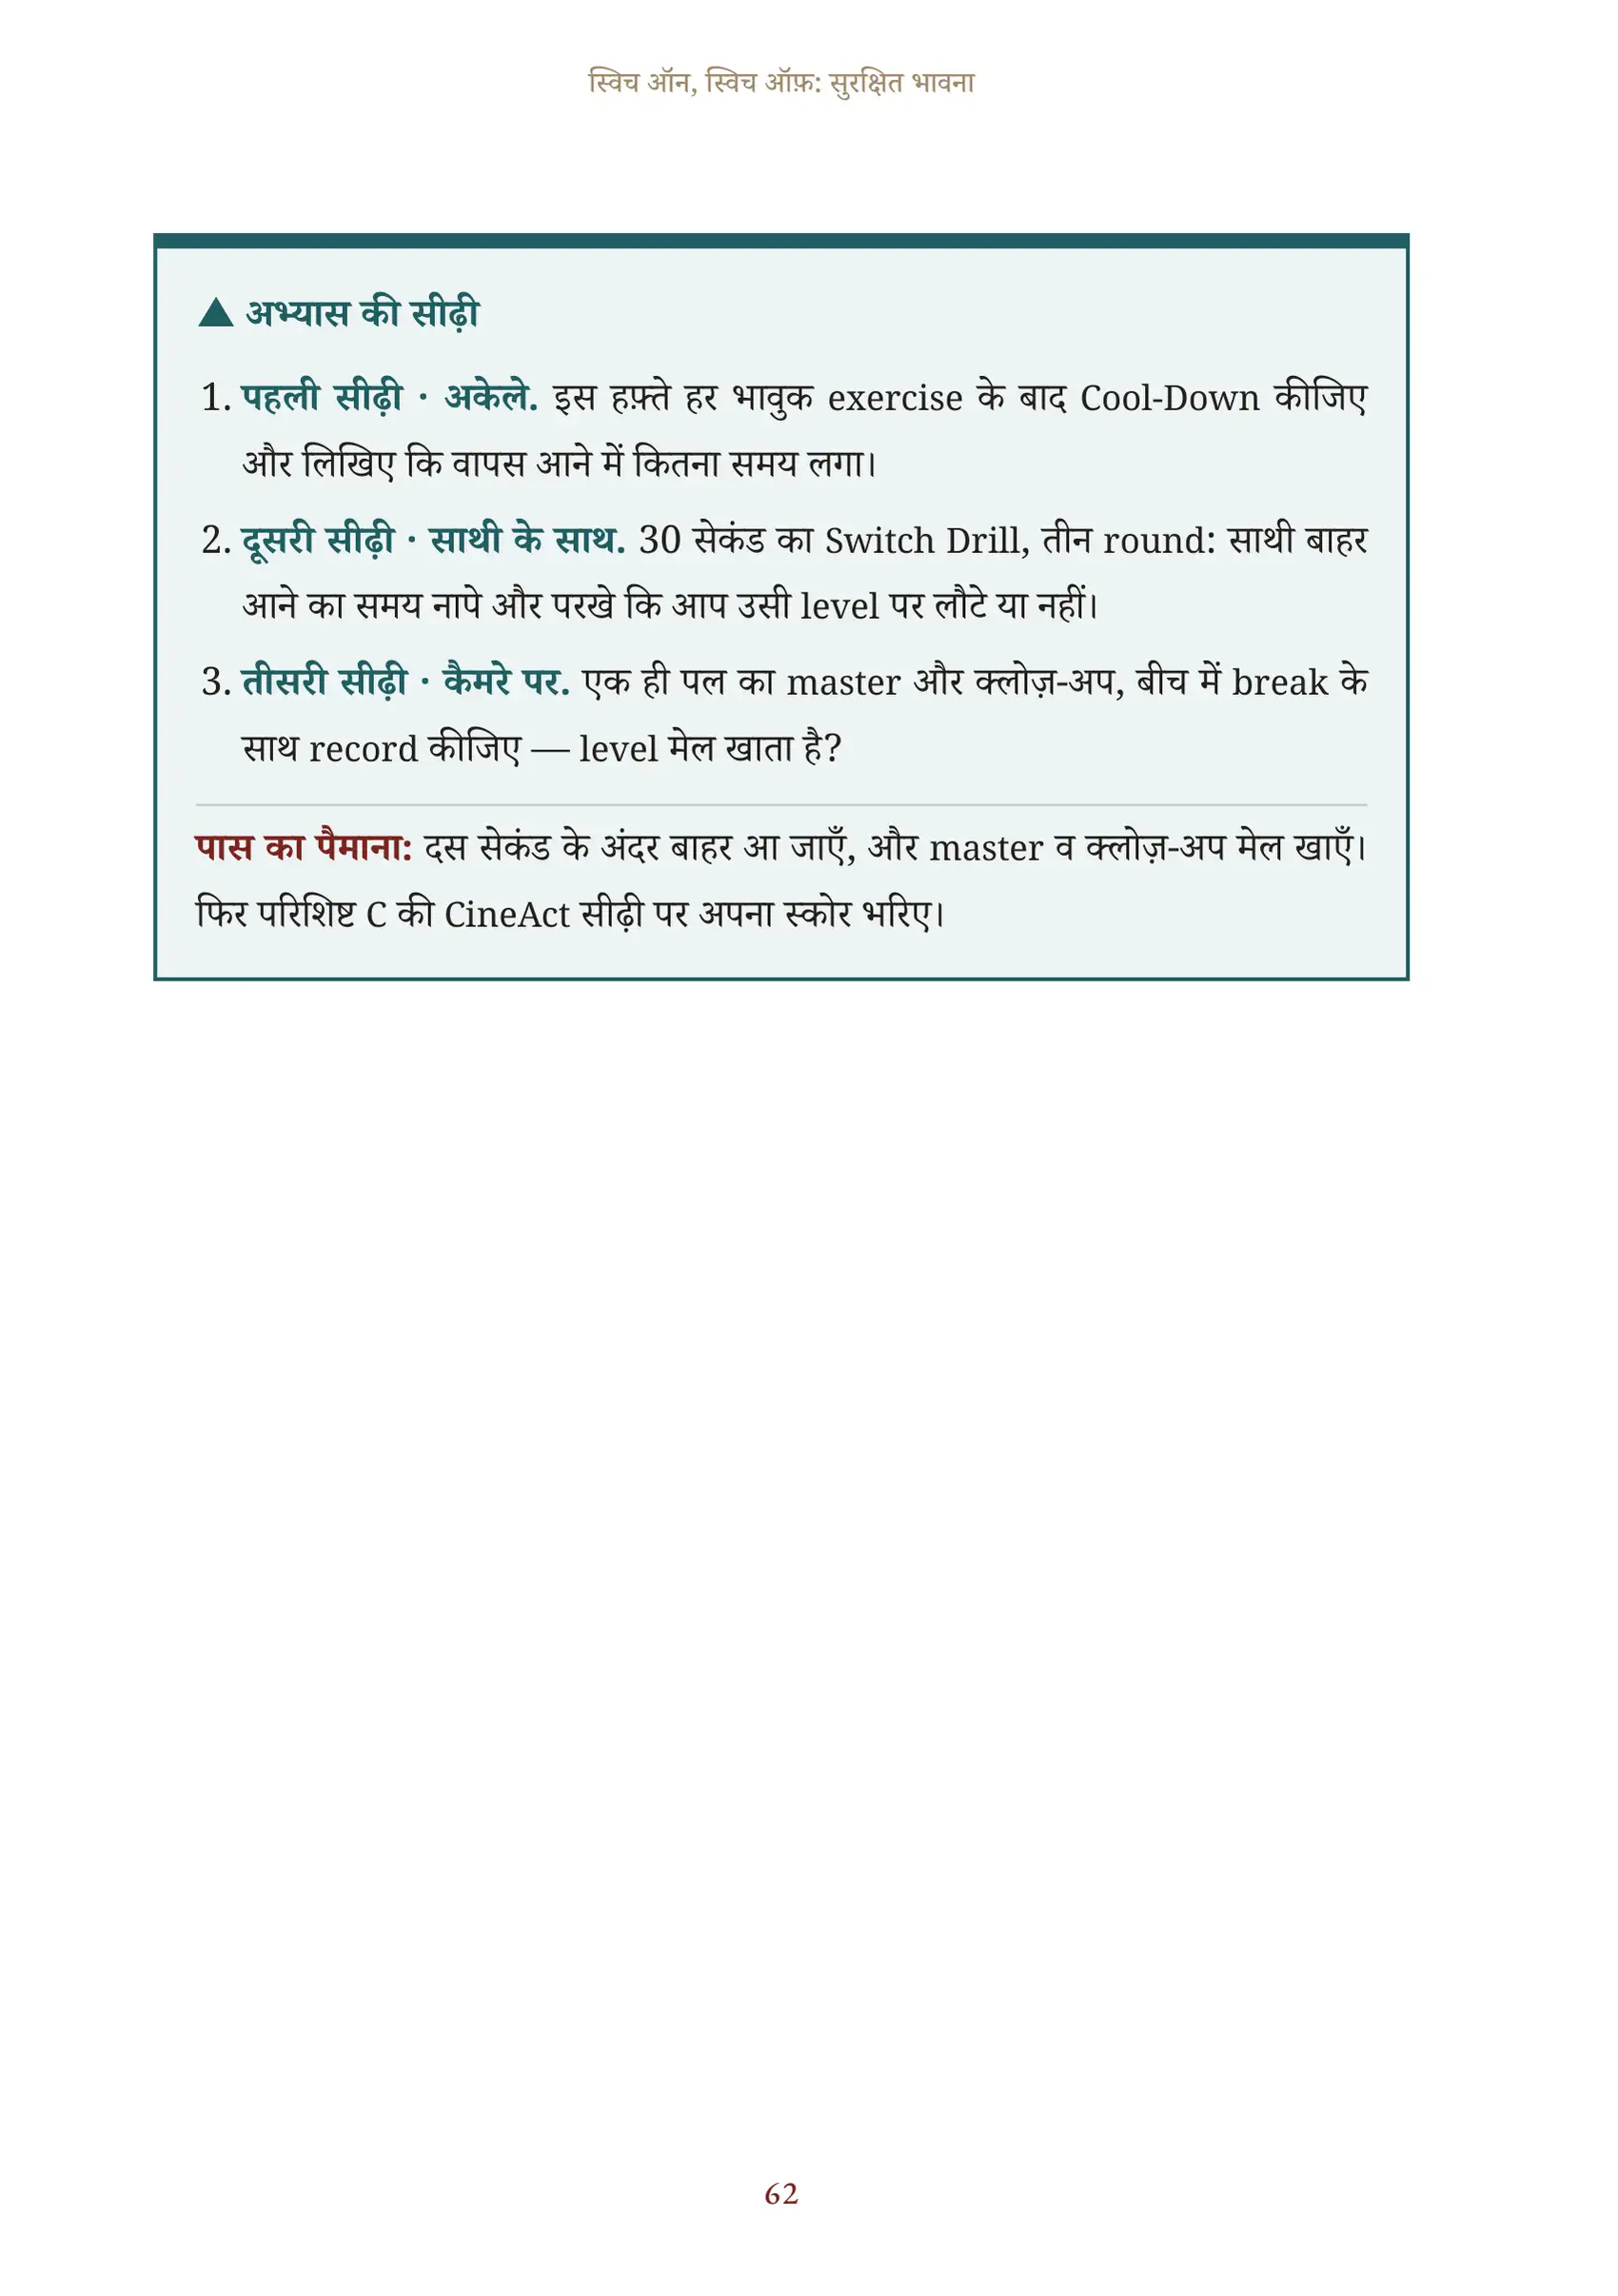 स्विच ऑन, स्विच ऑफ़: सुरक्षित भावना
▲ अभ्यास की सीढ़ी
1. पहली सीढ़ी · अकेले. इस हफ़्ते हर भावुक exercise के बाद Cool-Down कीजिए
और लिखिए कि वापस आने में कितना समय लगा।
2. दूसरी सीढ़ी · साथी के साथ. 30 सेकंड का Switch Drill, तीन round: साथी बाहर
आने का समय नापे और परखे कि आप उसी level पर लौटे या नहीं।
3. तीसरी सीढ़ी · कैमरे पर. एक ही पल का master और क्लोज़-अप, बीच में break के
साथ record कीजिए — level मेल खाता है?
पास का पैमाना: दस सेकंड के अंदर बाहर आ जाएँ, और master व क्लोज़-अप मेल खाएँ।
फिर परिशिष्ट C की CineAct सीढ़ी पर अपना स्कोर भरिए।
62